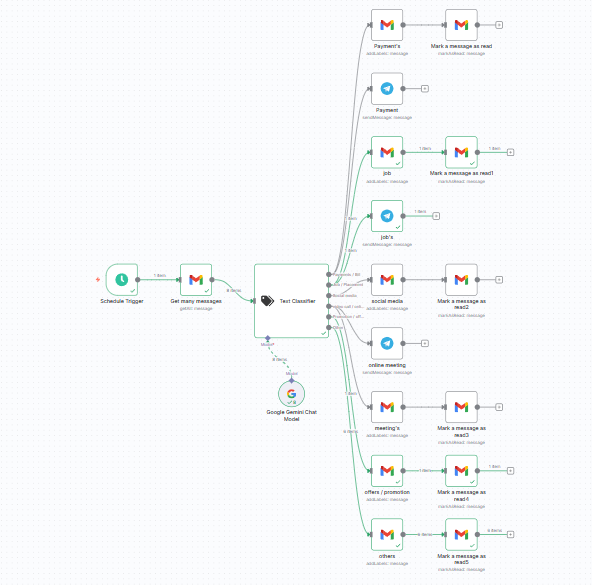 Payment's
addLabels: message
Mark a message as read
markAsRead: message
Payment
sendMessage: message
1 item
1 item
job
addLabels: message
Mark a message as read1
markAsRead: message
1 item
job's
sendMessage: message
1 item
1 item
1 item
8 items
Schedule Trigger
Get many messages
getAll: message
Text Classifier
Job / Placement
Social media
Other
social media
addLabels: message
Mark a message as
read2
markAsRead: message
Model*
8 items
Model
Google Gemini Chat
Model
online meeting
sendMessage: message
1 item
meeting's
addLabels: message
Mark a message as
read3
markAsRead: message
6 items
1 item
1 item
offers / promotion
addLabels: message
Mark a message as
read4
markAsRead: message
6 items
6 items
others
addLabels: message
Mark a message as
read5
markAsRead: message